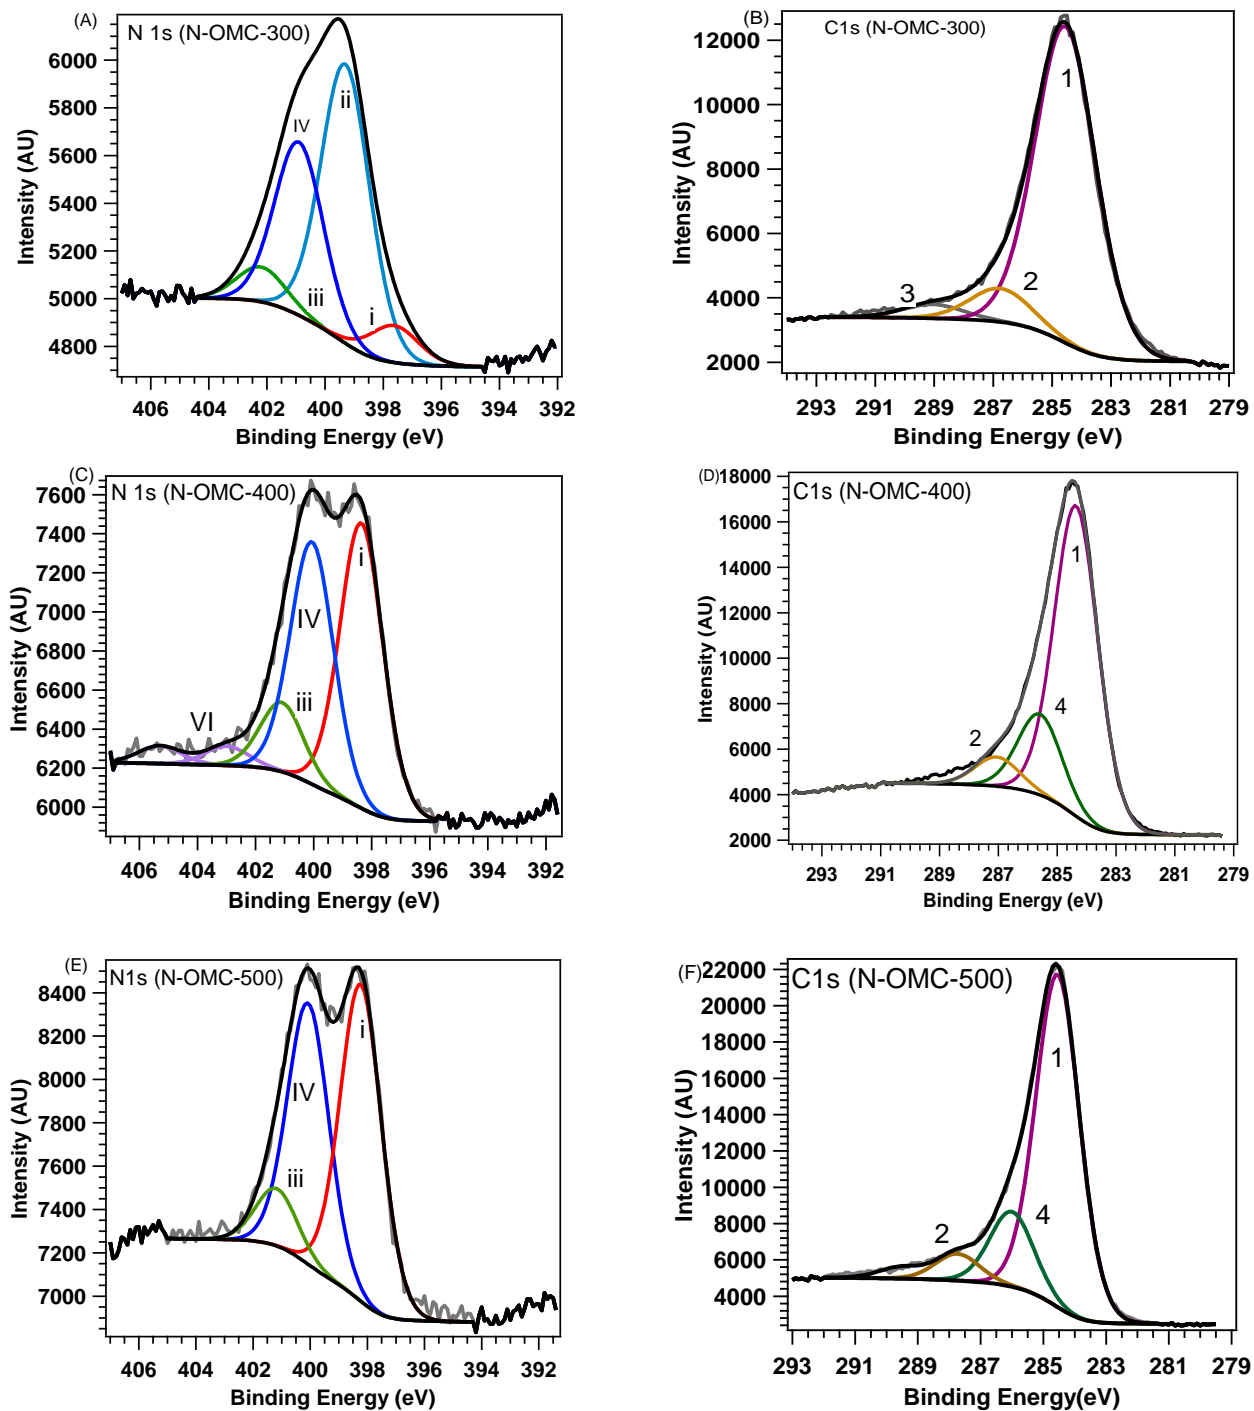 (A)
N 1s (N-OMC-300)
IV
ii
iii
i
Intensity (AU)
6000
5800
5600
5400
5200
5000
4800
406 404 402 400 398 396 394 392
Binding Energy (eV)
(B)
C1s (N-OMC-300)
1
2
3
Intensity (AU)
12000
10000
8000
6000
4000
2000
293 291 289 287 285 283 281 279
Binding Energy (eV)
(C)
N 1s (N-OMC-400)
i
IV
iii
VI
Intensity (AU)
7600
7400
7200
7000
6800
6600
6400
6200
6000
406 404 402 400 398 396 394 392
Binding Energy (eV)
(D)
C1s (N-OMC-400)
1
4
2
Intensity (AU)
18000
16000
14000
12000
10000
8000
6000
4000
2000
293 291 289 287 285 283 281 279
Binding Energy (eV)
(E)
N1s (N-OMC-500)
i
IV
iii
Intensity (AU)
8400
8200
8000
7800
7600
7400
7200
7000
406 404 402 400 398 396 394 392
Binding Energy (eV)
(F)
C1s (N-OMC-500)
1
4
2
Intensity (AU)
22000
20000
18000
16000
14000
12000
10000
8000
6000
4000
293 291 289 287 285 283 281 279
Binding Energy(eV)